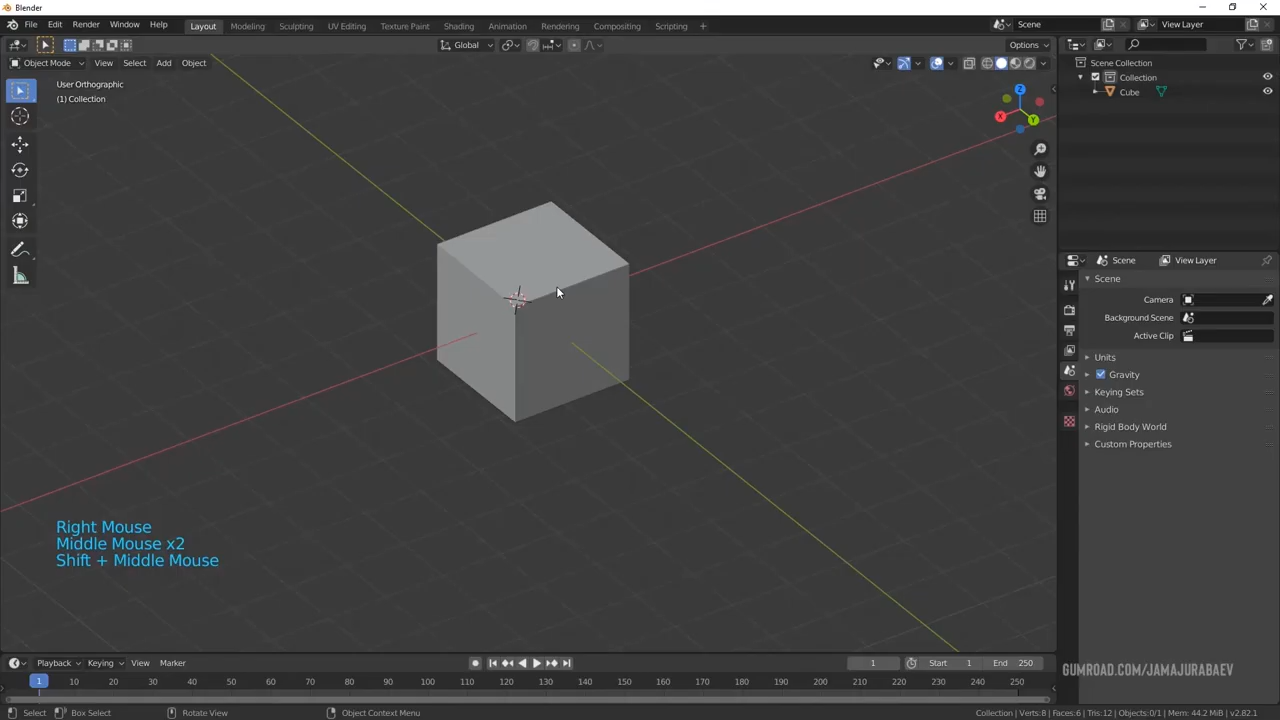 Blender
File Edit Render Window Help Layout Modeling Sculpting UV Editing Texture Paint Shading Animation Rendering Compositing Scripting + Scene View Layer
Global Options
Object Mode View Select Add Object
User Orthographic
(1) Collection
Z
X
Y
Scene Collection
Collection
Cube
Scene View Layer
Scene
Camera
Background Scene
Active Clip
Units
Gravity
Keying Sets
Audio
Rigid Body World
Custom Properties
Right Mouse
Middle Mouse x2
Shift + Middle Mouse
Playback Keying View Marker 1 Start 1 End 250
GUMROAD.COM/JAMAJURABAEV
1 10 20 30 40 50 60 70 80 90 100 110 120 130 140 150 160 170 180 190 200 210 220 230 240 250
Select Box Select Rotate View Object Context Menu Collection | Verts:8 | Faces:6 | Tris:12 | Objects:0/1 | Mem: 44.2 MiB | v2.82.1